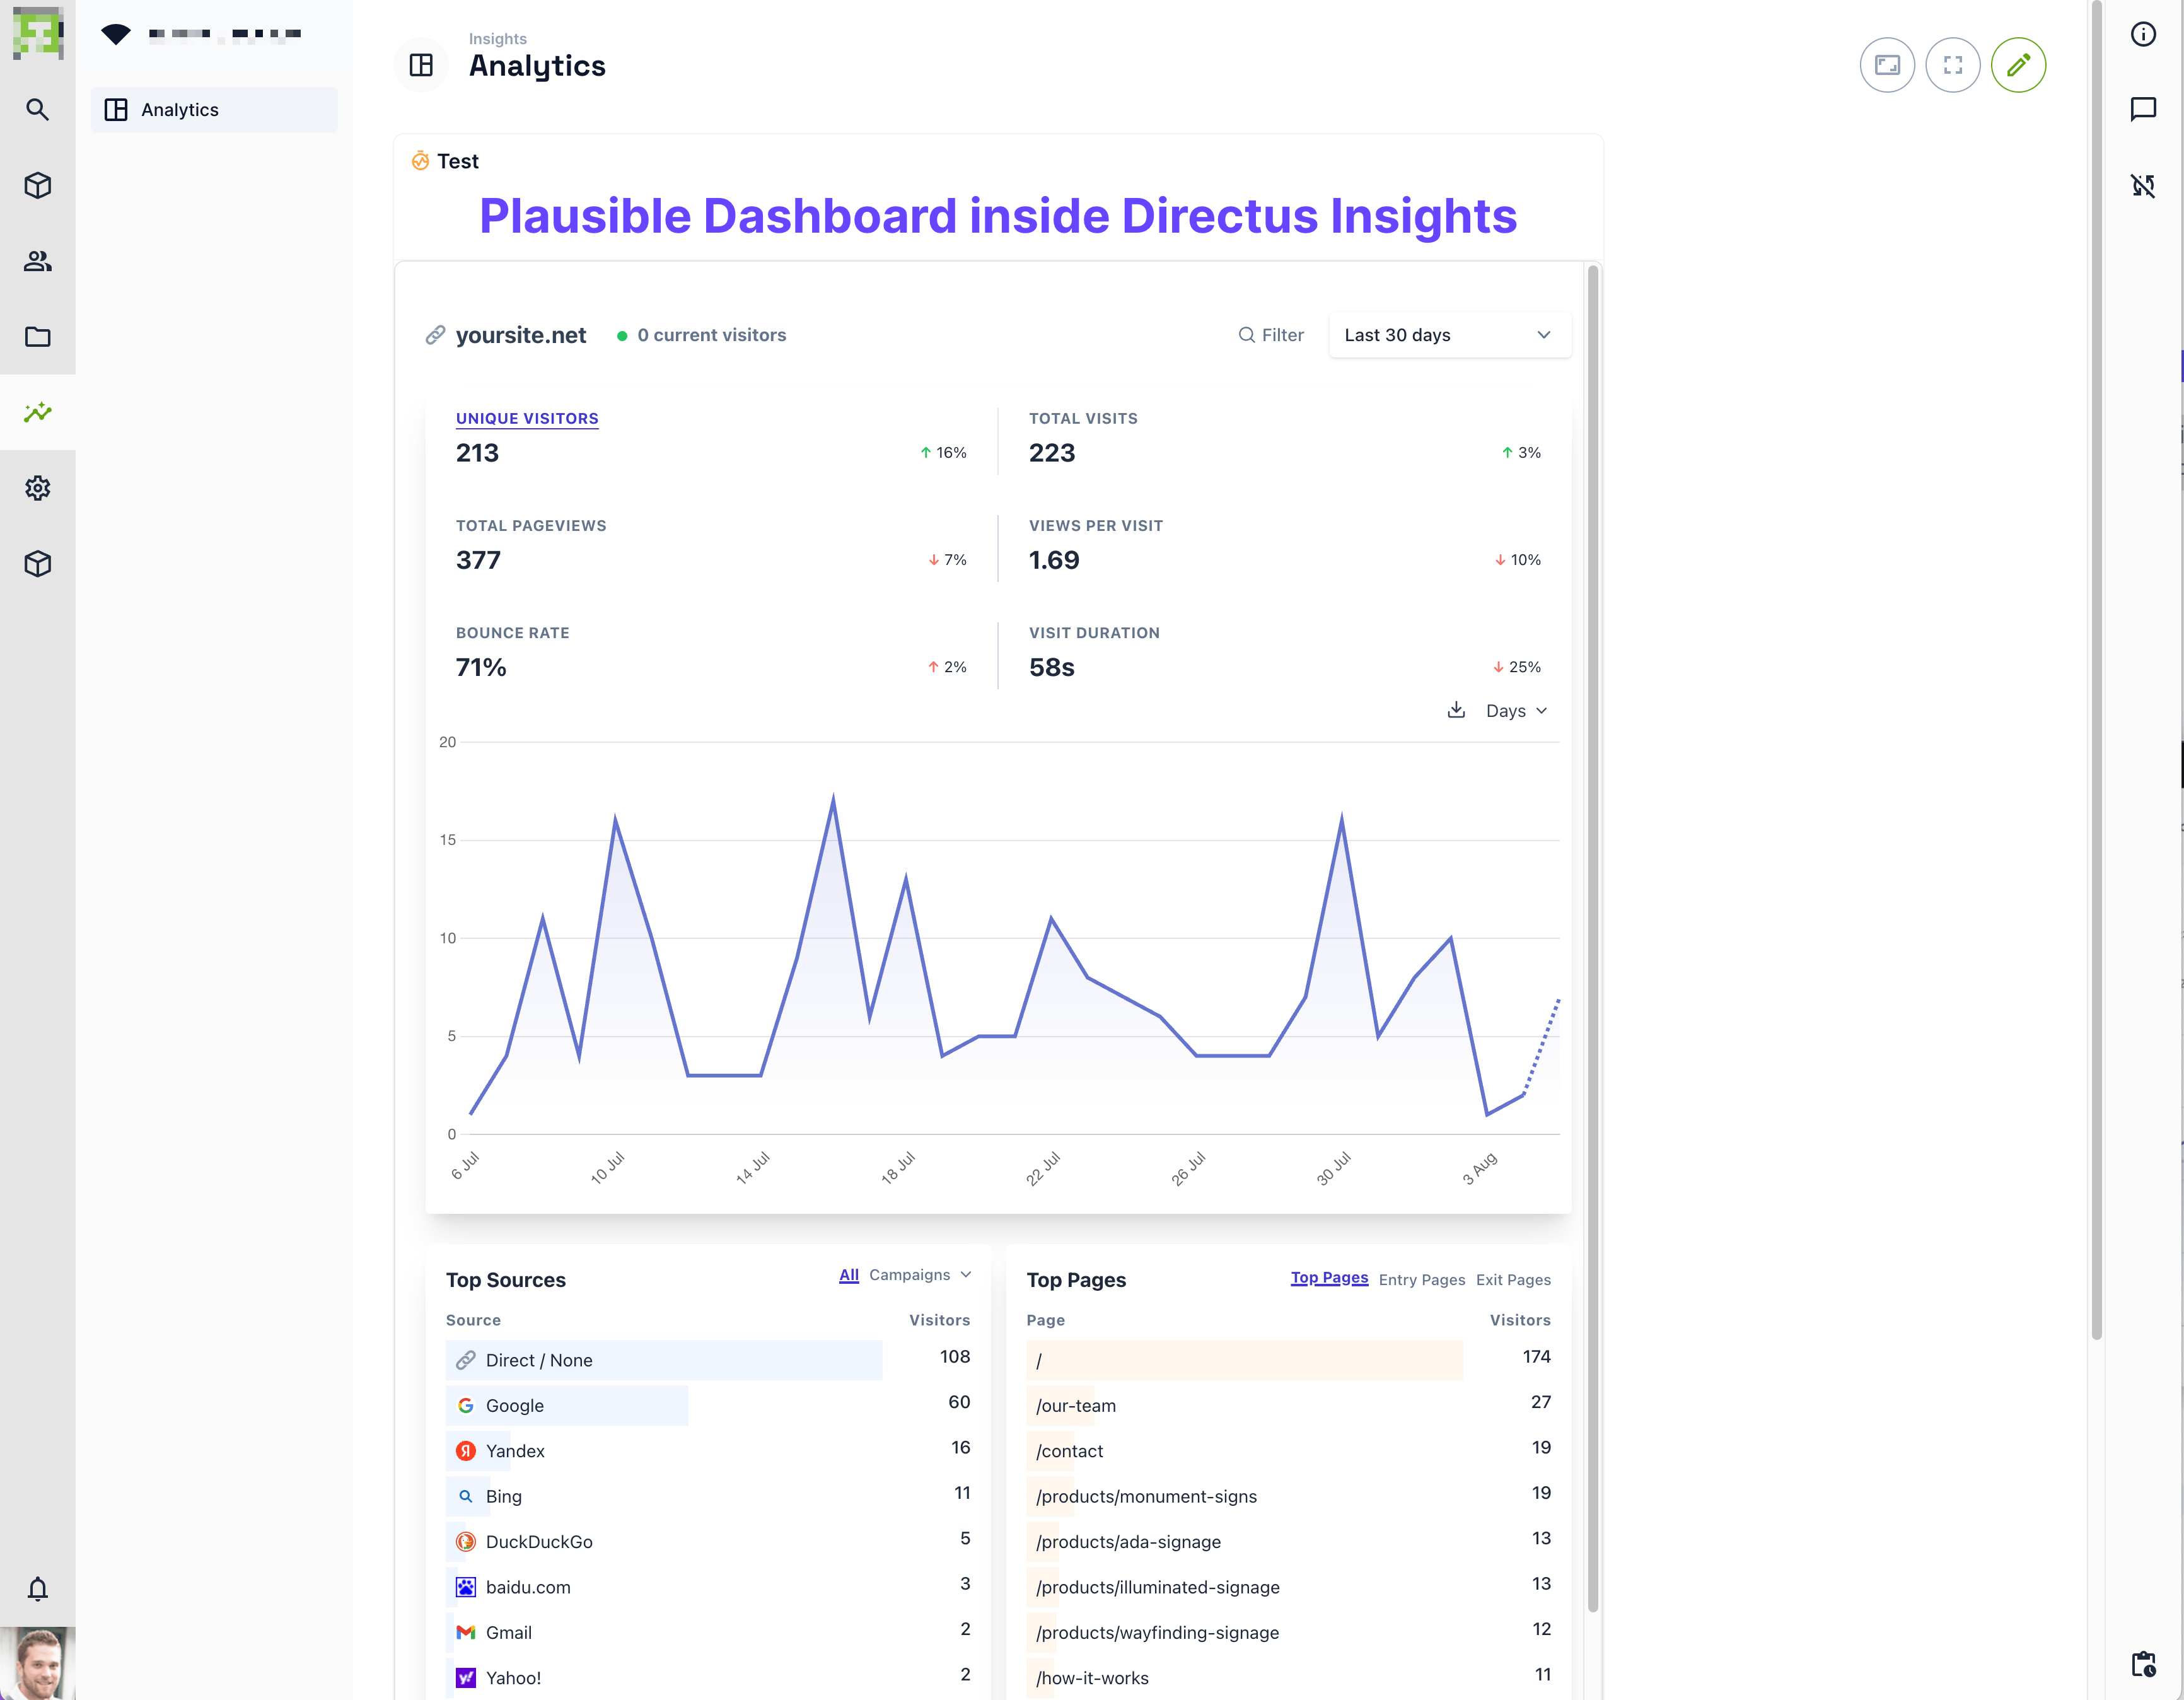 Insights
Analytics
Analytics
Test
Plausible Dashboard inside Directus Insights
yoursite.net
0 current visitors
Filter
Last 30 days
UNIQUE VISITORS
213
16%
TOTAL VISITS
223
3%
TOTAL PAGEVIEWS
377
7%
VIEWS PER VISIT
1.69
10%
BOUNCE RATE
71%
2%
VISIT DURATION
58s
25%
Days
20
15
10
5
0
6 Jul
10 Jul
14 Jul
18 Jul
22 Jul
26 Jul
30 Jul
3 Aug
Top Sources
All Campaigns
Source Visitors
Direct / None 108
Google 60
Yandex 16
Bing 11
DuckDuckGo 5
baidu.com 3
Gmail 2
Yahoo! 2
Top Pages
Top Pages Entry Pages Exit Pages
Page Visitors
/ 174
/our-team 27
/contact 19
/products/monument-signs 19
/products/ada-signage 13
/products/illuminated-signage 13
/products/wayfinding-signage 12
/how-it-works 11